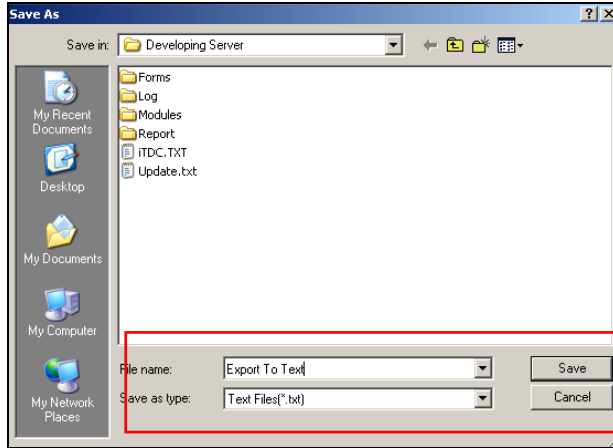 Save As
Save in:
Developing Server
My Recent
Documents
Desktop
My Documents
My Computer
My Network
Places
Forms
Log
Modules
Report
iTDC.TXT
Update.txt
File name:
Export To Text
Save
Save as type:
Text Files(*.txt)
Cancel